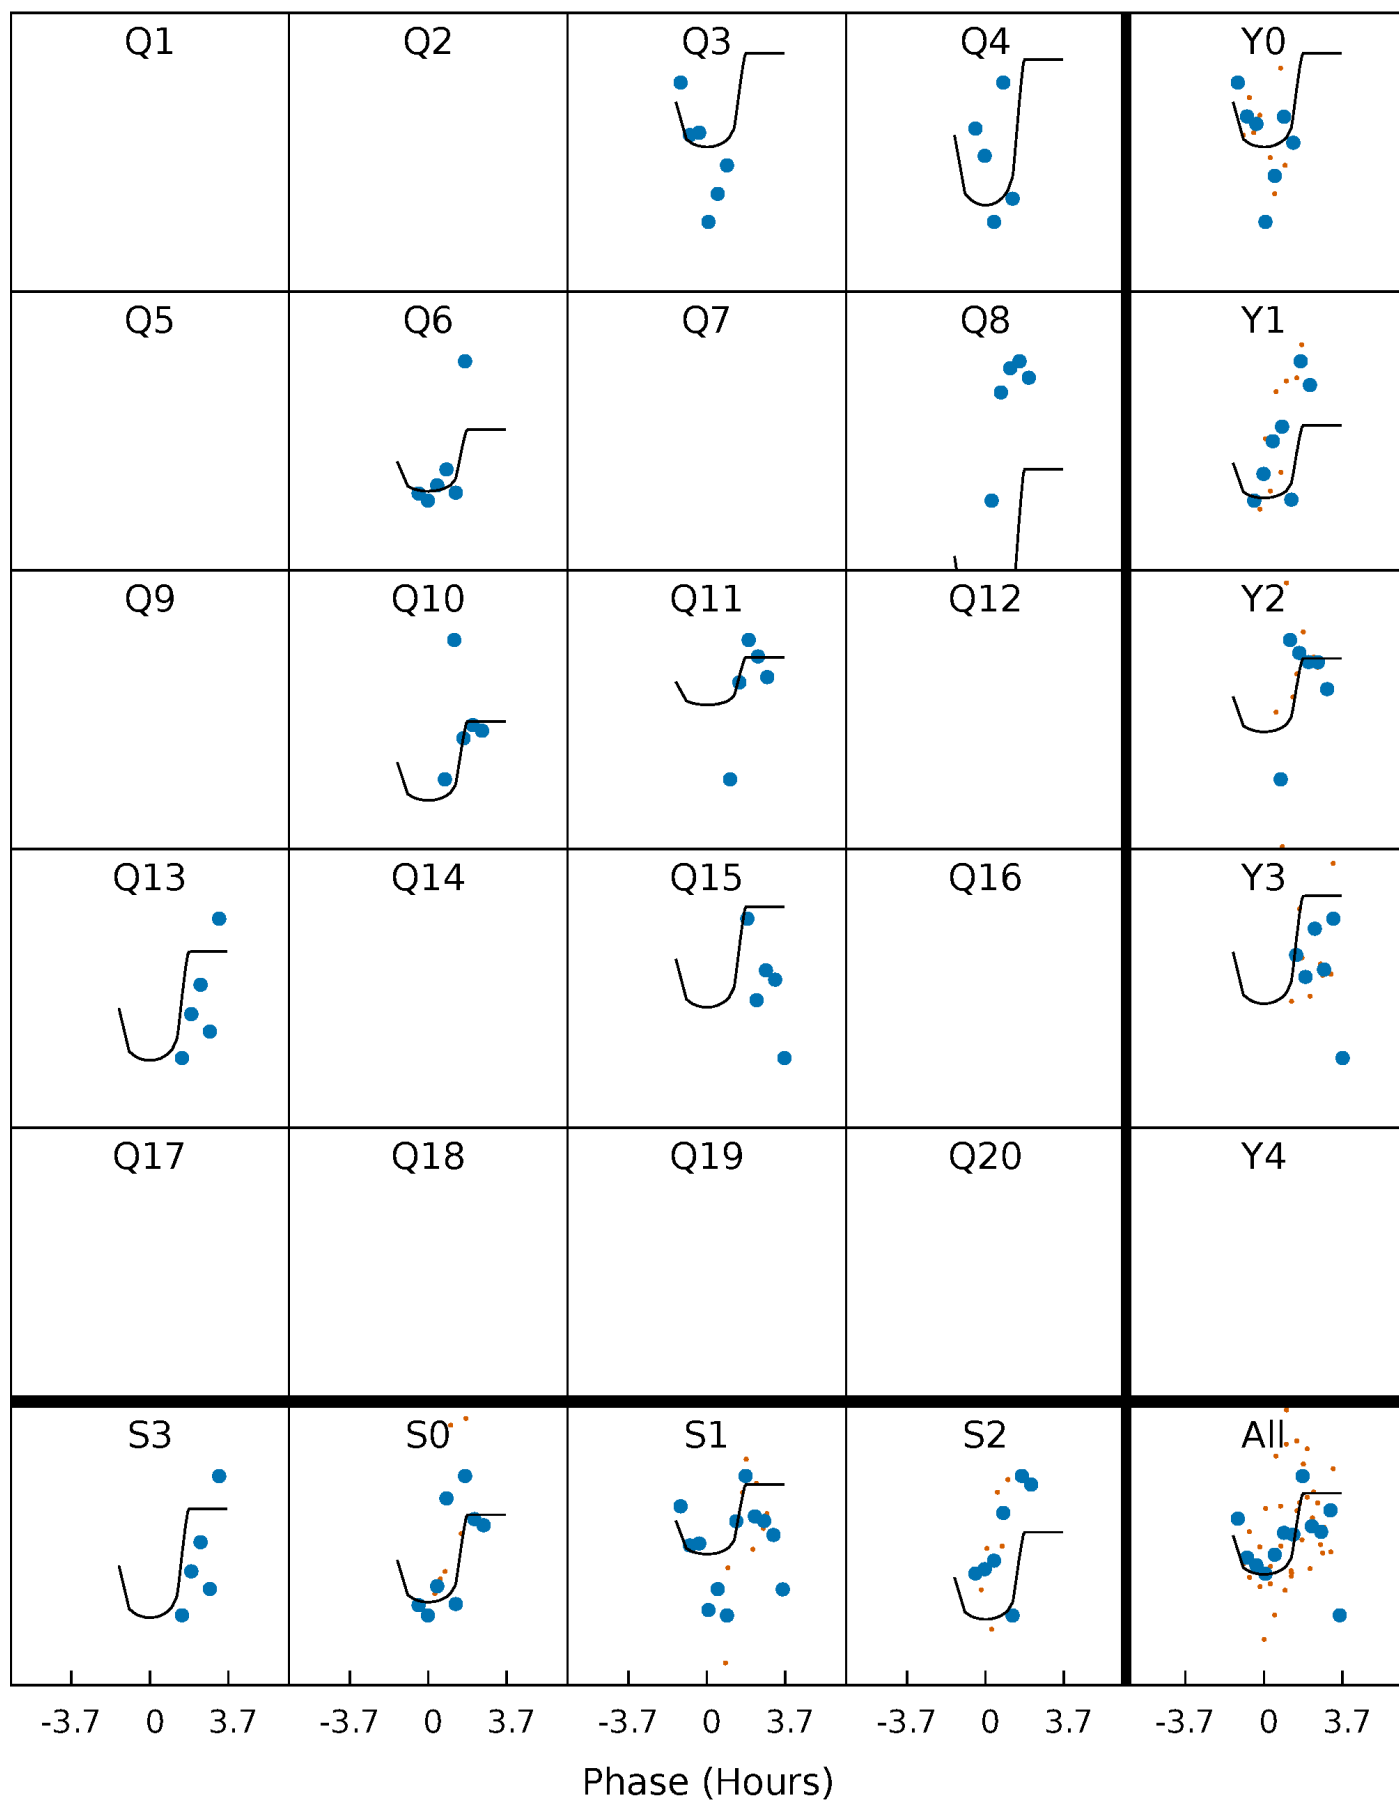 Q1 Q2 Q3 Q4 Y0
Q5 Q6 Q7 Q8 Y1
Q9 Q10 Q11 Q12 Y2
Q13 Q14 Q15 Q16 Y3
Q17 Q18 Q19 Q20 Y4
S3 S0 S1 S2 All
-3.7 0 3.7 -3.7 0 3.7 -3.7 0 3.7 -3.7 0 3.7 -3.7 0 3.7
Phase (Hours)